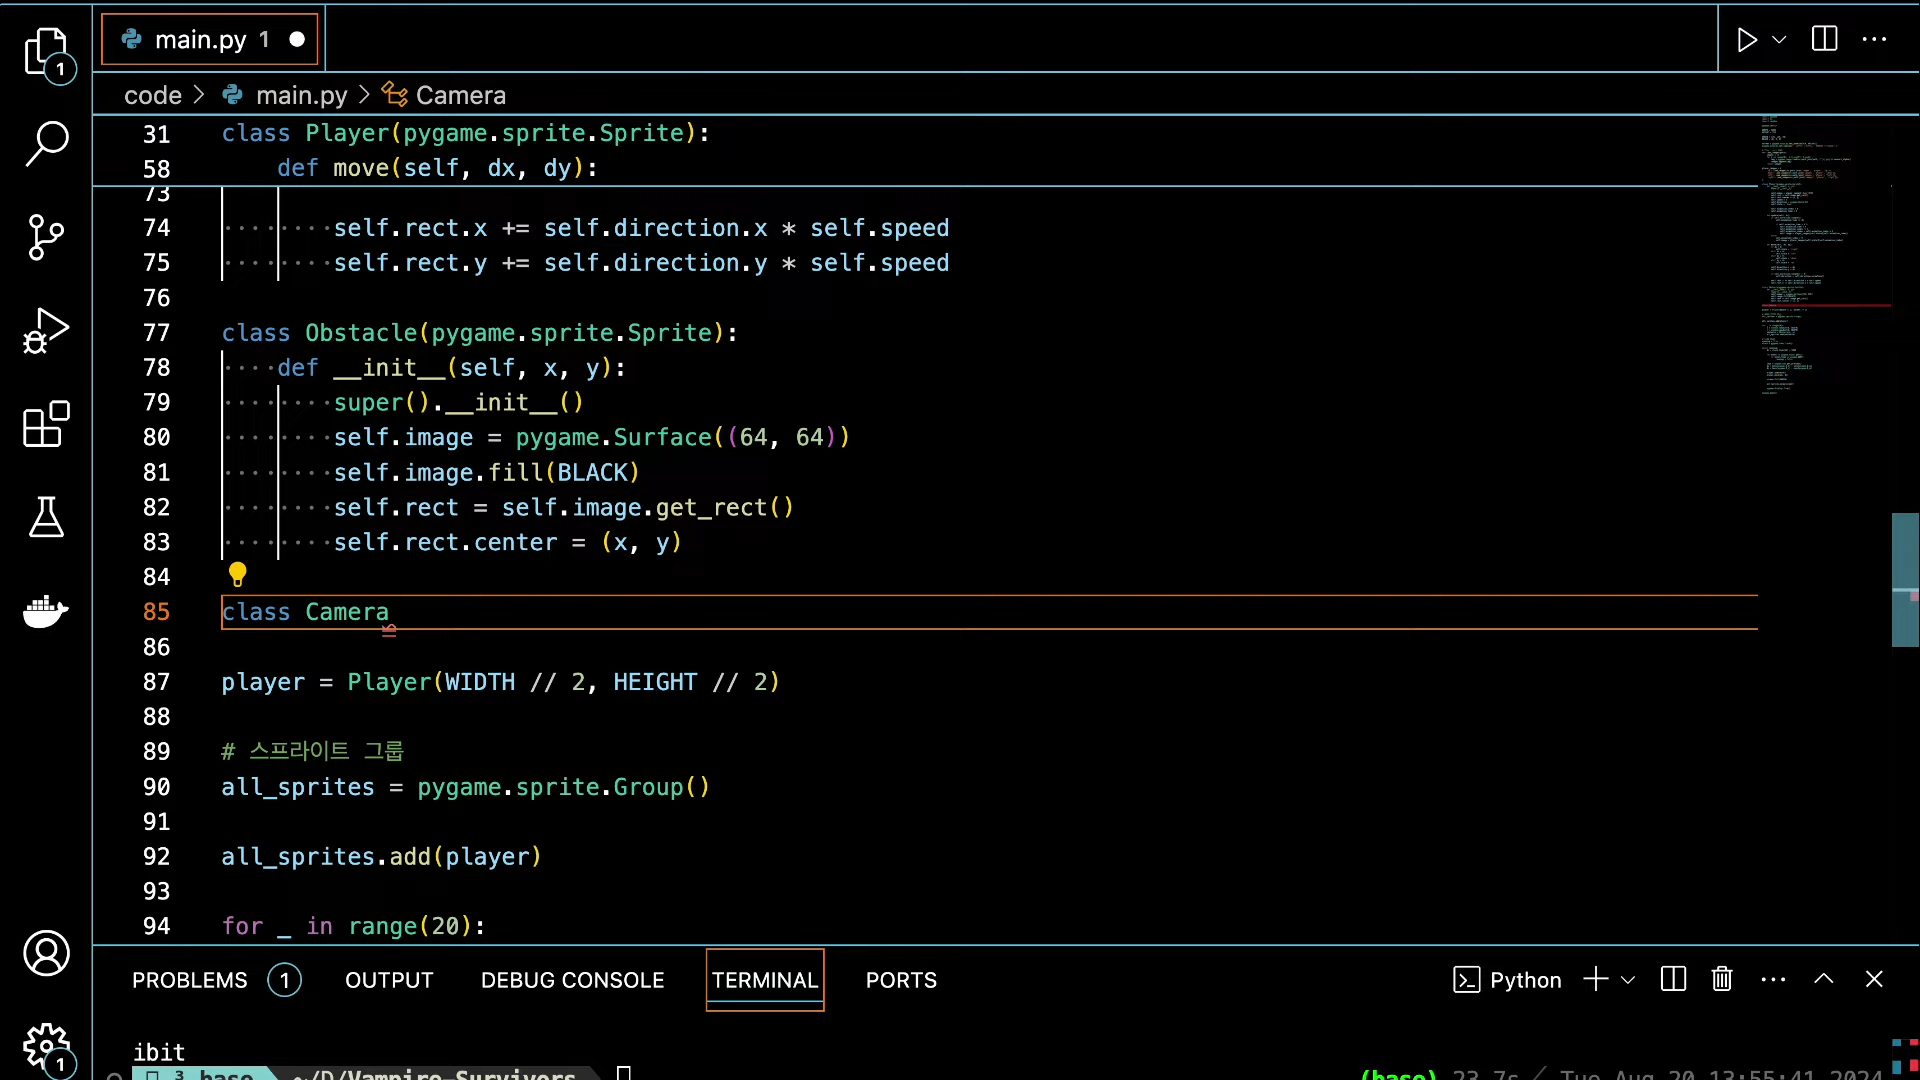 main.py 1
code > main.py > Camera
31 class Player(pygame.sprite.Sprite):
58 def move(self, dx, dy):
73
74 self.rect.x += self.direction.x * self.speed
75 self.rect.y += self.direction.y * self.speed
76
77 class Obstacle(pygame.sprite.Sprite):
78 def __init__(self, x, y):
79 super().__init__()
80 self.image = pygame.Surface((64, 64))
81 self.image.fill(BLACK)
82 self.rect = self.image.get_rect()
83 self.rect.center = (x, y)
84
85 class Camera
86
87 player = Player(WIDTH // 2, HEIGHT // 2)
88
89 # 스프라이트 그룹
90 all_sprites = pygame.sprite.Group()
91
92 all_sprites.add(player)
93
94 for _ in range(20):
PROBLEMS 1 OUTPUT DEBUG CONSOLE TERMINAL PORTS Python
ibit
3 base ~/D/Vampire-Survivors (base) 23.7s / Tue Aug 20 13:55:41 2024
1
1